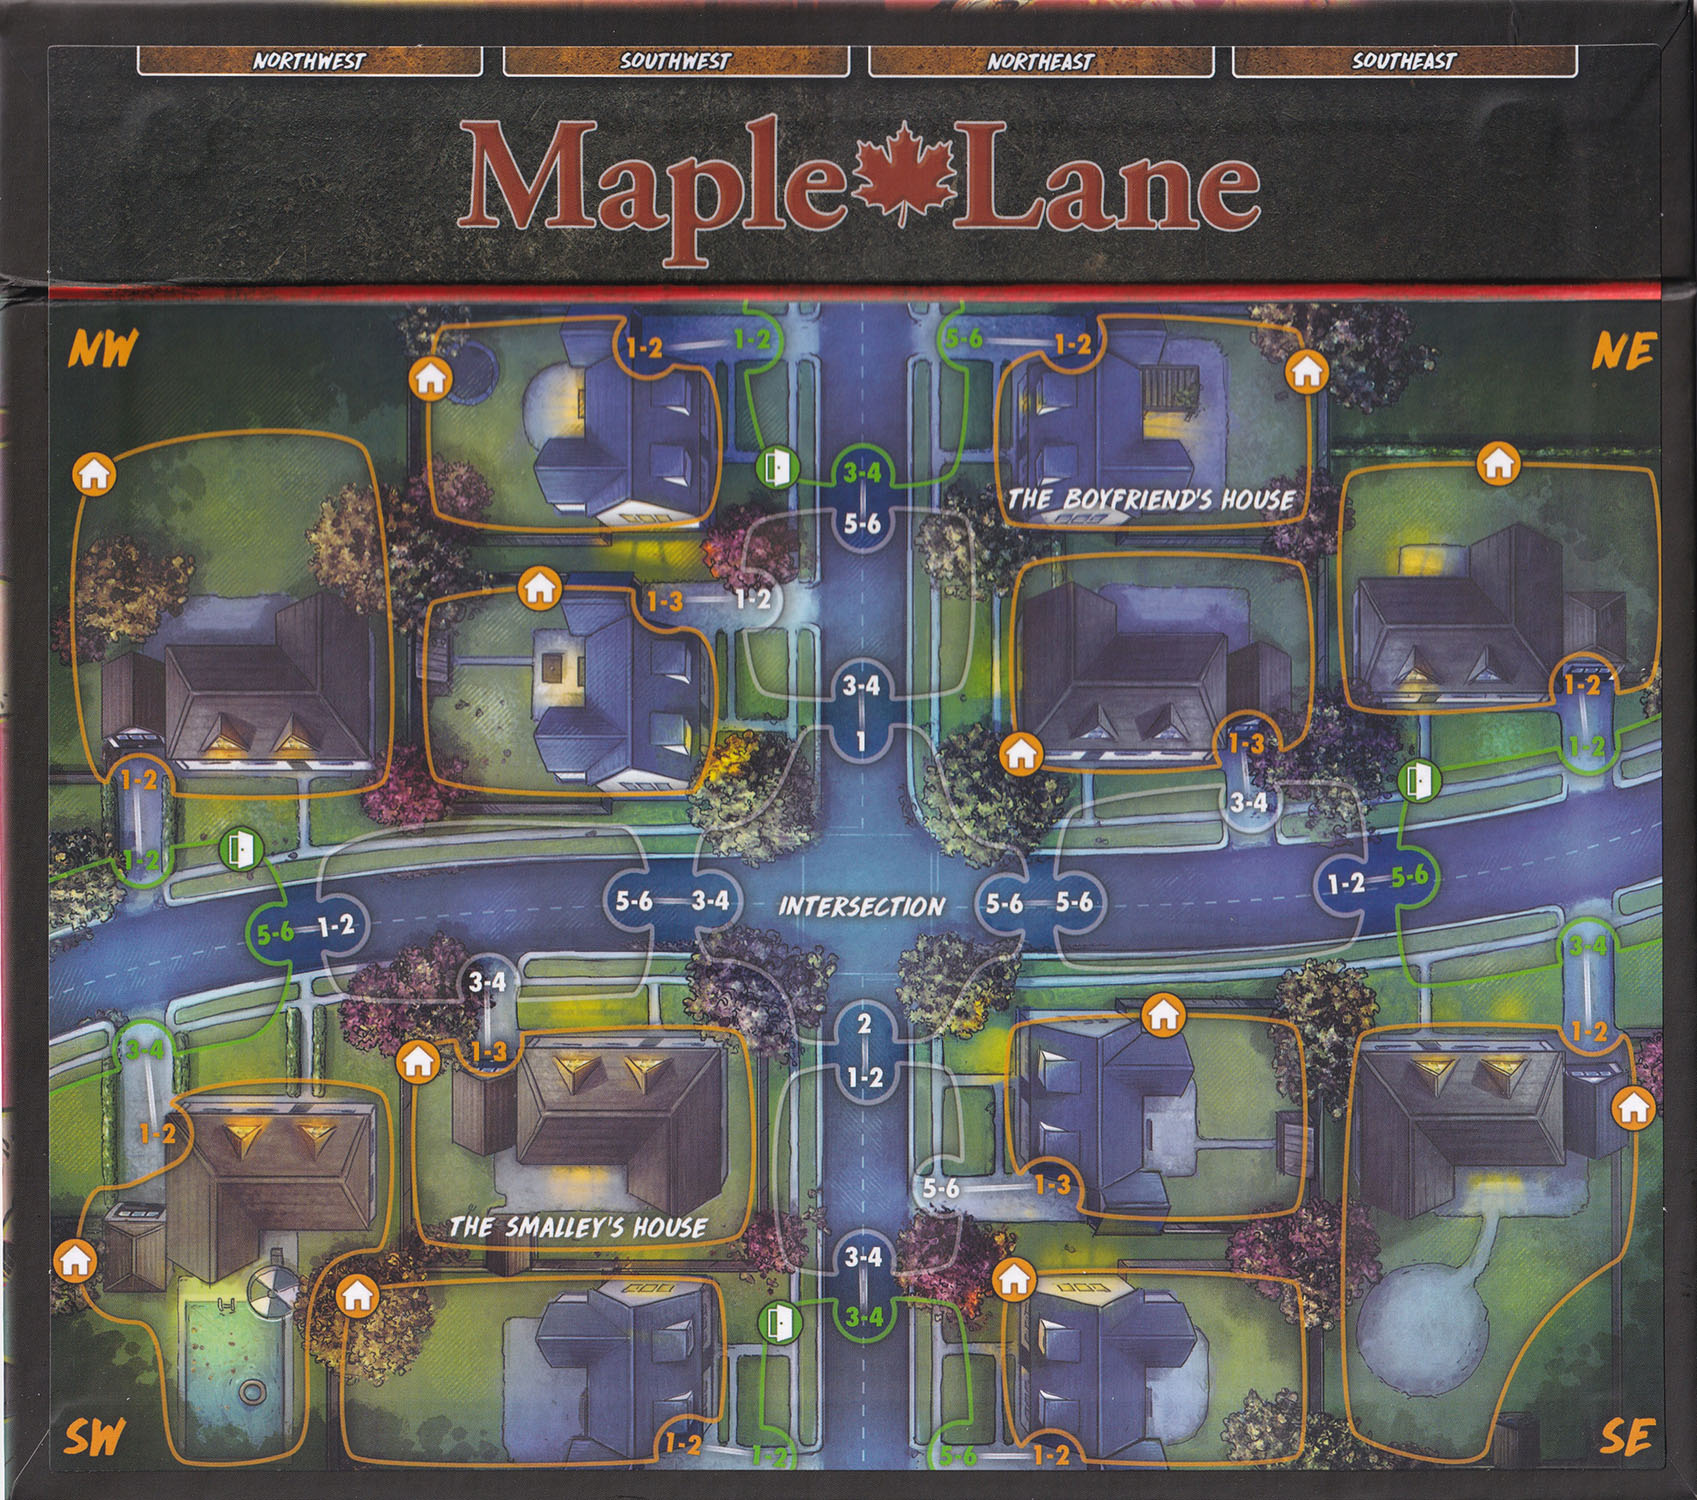 NORTHWEST SOUTHWEST NORTHEAST SOUTHEAST
Maple Lane
NW NE
1-2 1-2 5-6 1-2
3-4
THE BOYFRIEND'S HOUSE
5-6
1-3 1-2
3-4 1-2
1 1-3 1-2
1-2 3-4
1-2
1-2 5-6
5-6 3-4 INTERSECTION 5-6 5-6
5-6 1-2 3-4
3-4 2 1-2
3-4 1-3 1-2
1-2 5-6 1-3
THE SMALLEY'S HOUSE
3-4
3-4
SW SE
1-2 1-2 5-6 1-2